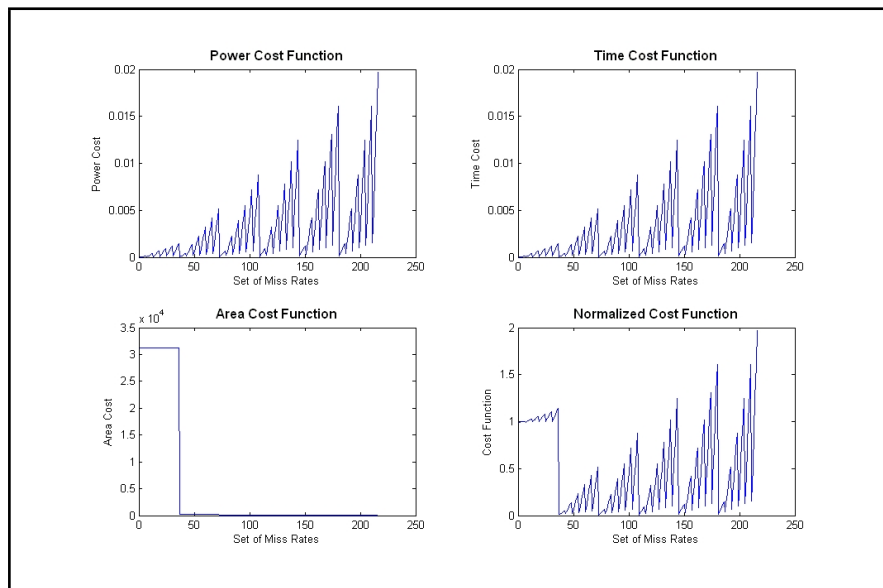 Power Cost Function
0.02
0.015
0.01
0.005
0
Power Cost
0 50 100 150 200 250
Set of Miss Rates
Time Cost Function
0.02
0.015
0.01
0.005
0
Time Cost
0 50 100 150 200 250
Set of Miss Rates
Area Cost Function
x 10^4
3.5
3
2.5
2
1.5
1
0.5
0
Area Cost
0 50 100 150 200 250
Set of Miss Rates
Normalized Cost Function
2
1.5
1
0.5
0
Cost Function
0 50 100 150 200 250
Set of Miss Rates